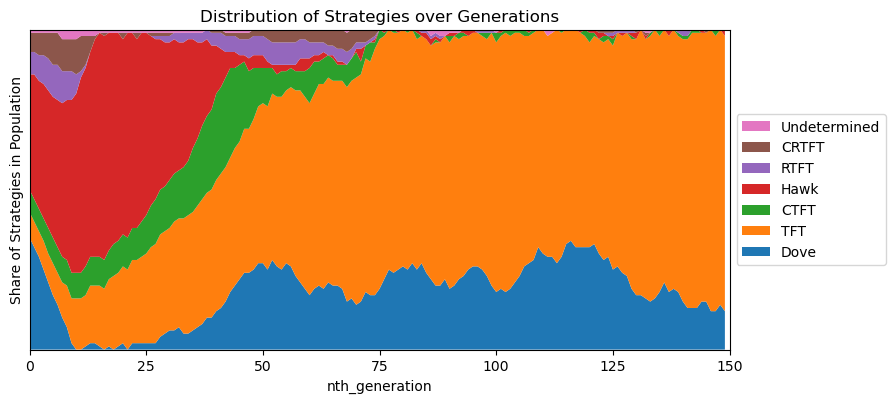 Distribution of Strategies over Generations
Share of Strategies in Population
0 25 50 75 100 125 150
nth_generation
Undetermined
CRTFT
RTFT
Hawk
CTFT
TFT
Dove